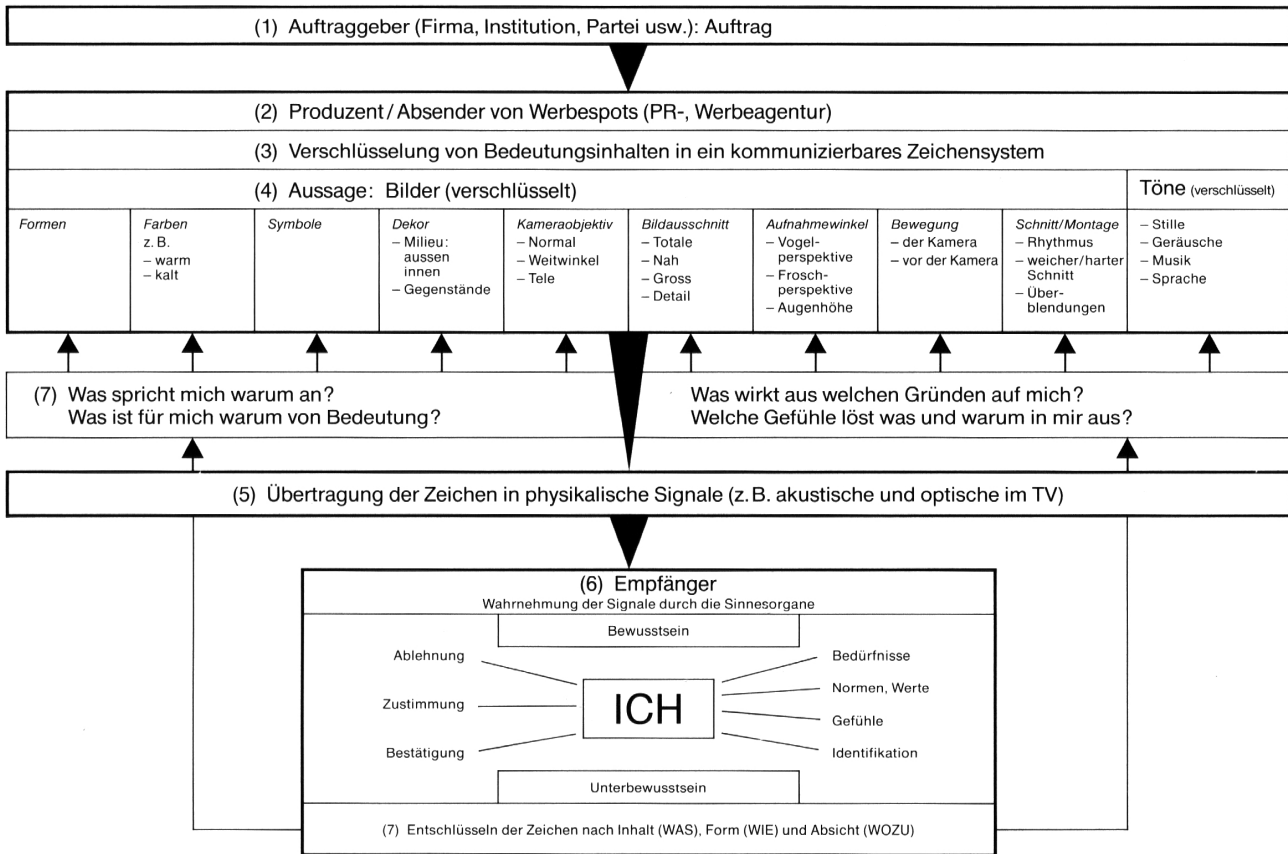 (1) Auftraggeber (Firma, Institution, Partei usw.): Auftrag
(2) Produzent / Absender von Werbespots (PR-, Werbeagentur)
(3) Verschlüsselung von Bedeutungsinhalten in ein kommunizierbares Zeichensystem
(4) Aussage: Bilder (verschlüsselt)
Töne (verschlüsselt)
Formen
Farben
z. B.
– warm
– kalt
Symbole
Dekor
– Milieu:
aussen
innen
– Gegenstände
Kameraobjektiv
– Normal
– Weitwinkel
– Tele
Bildausschnitt
– Totale
– Nah
– Gross
– Detail
Aufnahmewinkel
– Vogel-
perspektive
– Frosch-
perspektive
– Augenhöhe
Bewegung
– der Kamera
– vor der Kamera
Schnitt/Montage
– Rhythmus
– weicher/harter
Schnitt
– Über-
blendungen
– Stille
– Geräusche
– Musik
– Sprache
(7) Was spricht mich warum an?
Was ist für mich warum von Bedeutung?
Was wirkt aus welchen Gründen auf mich?
Welche Gefühle löst was und warum in mir aus?
(5) Übertragung der Zeichen in physikalische Signale (z. B. akustische und optische im TV)
(6) Empfänger
Wahrnehmung der Signale durch die Sinnesorgane
Bewusstsein
Ablehnung
Zustimmung
Bestätigung
ICH
Bedürfnisse
Normen, Werte
Gefühle
Identifikation
Unterbewusstsein
(7) Entschlüsseln der Zeichen nach Inhalt (WAS), Form (WIE) und Absicht (WOZU)